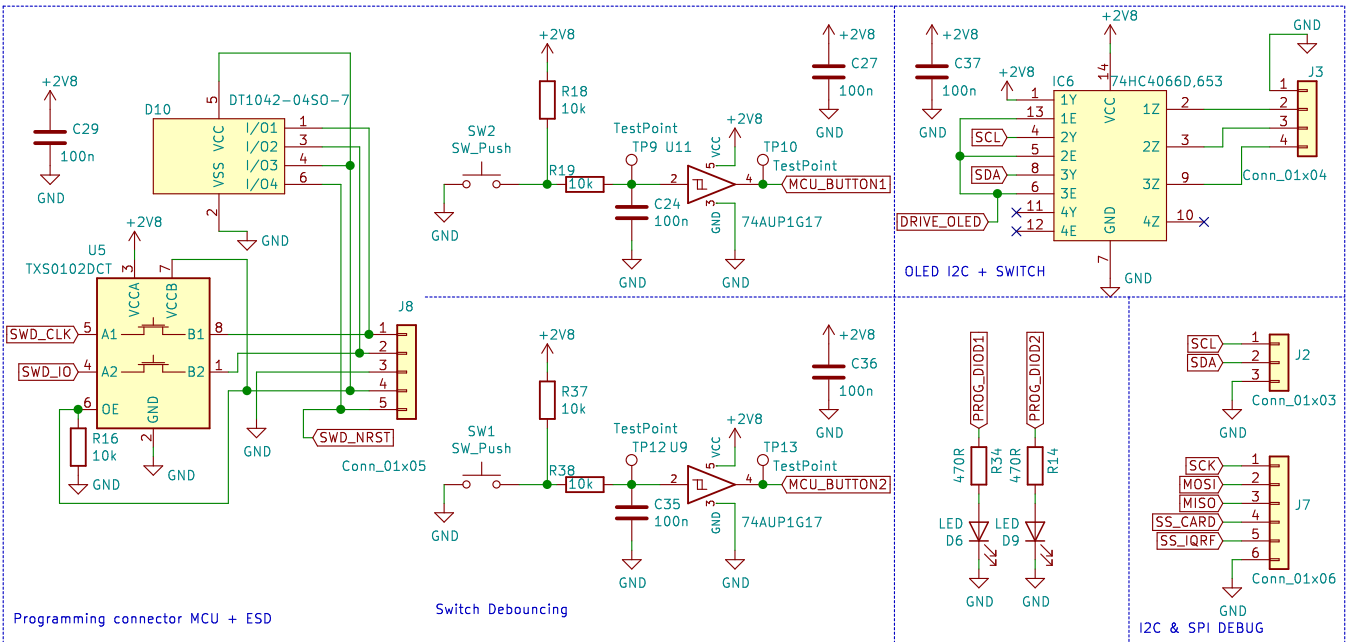 +2V8
C29
100n
GND
D10
DT1042-04SO-7
5
VCC
VSS
I/O1
1
I/O2
3
I/O3
4
I/O4
6
2
GND
+2V8
U5
TXS0102DCT
3
7
VCCA
VCCB
SWD_CLK
5
A1
B1
8
SWD_IO
4
A2
B2
1
6
OE
GND
2
R16
10k
GND
GND
GND
J8
1
2
3
4
5
SWD_NRST
Conn_01x05
Programming connector MCU + ESD
+2V8
R18
10k
SW2
SW_Push
GND
R19
10k
TestPoint
TP9
U11
C24
100n
GND
2
+2V8
5
VCC
4
3
GND
74AUP1G17
GND
TP10
TestPoint
MCU_BUTTON1
+2V8
C27
100n
GND
+2V8
R37
10k
SW1
SW_Push
GND
R38
10k
TestPoint
TP12
U9
C35
100n
GND
2
+2V8
5
VCC
4
3
GND
74AUP1G17
GND
TP13
TestPoint
MCU_BUTTON2
+2V8
C36
100n
GND
Switch Debouncing
+2V8
C37
100n
GND
+2V8
+2V8
IC6
74HC4066D,653
14
VCC
1
1Y
13
1E
SCL
4
2Y
5
2E
SDA
8
3Y
6
3E
11
4Y
12
4E
DRIVE_OLED
1Z
2
2Z
3
3Z
9
4Z
10
GND
7
GND
GND
J3
1
2
3
4
Conn_01x04
OLED I2C + SWITCH
PROG_DIOD1
PROG_DIOD2
470R
R34
470R
R14
LED
D6
LED
D9
GND
GND
SCL
1
SDA
2
3
J2
Conn_01x03
GND
SCK
1
MOSI
2
MISO
3
SS_CARD
4
SS_IQRF
5
6
J7
Conn_01x06
GND
I2C & SPI DEBUG